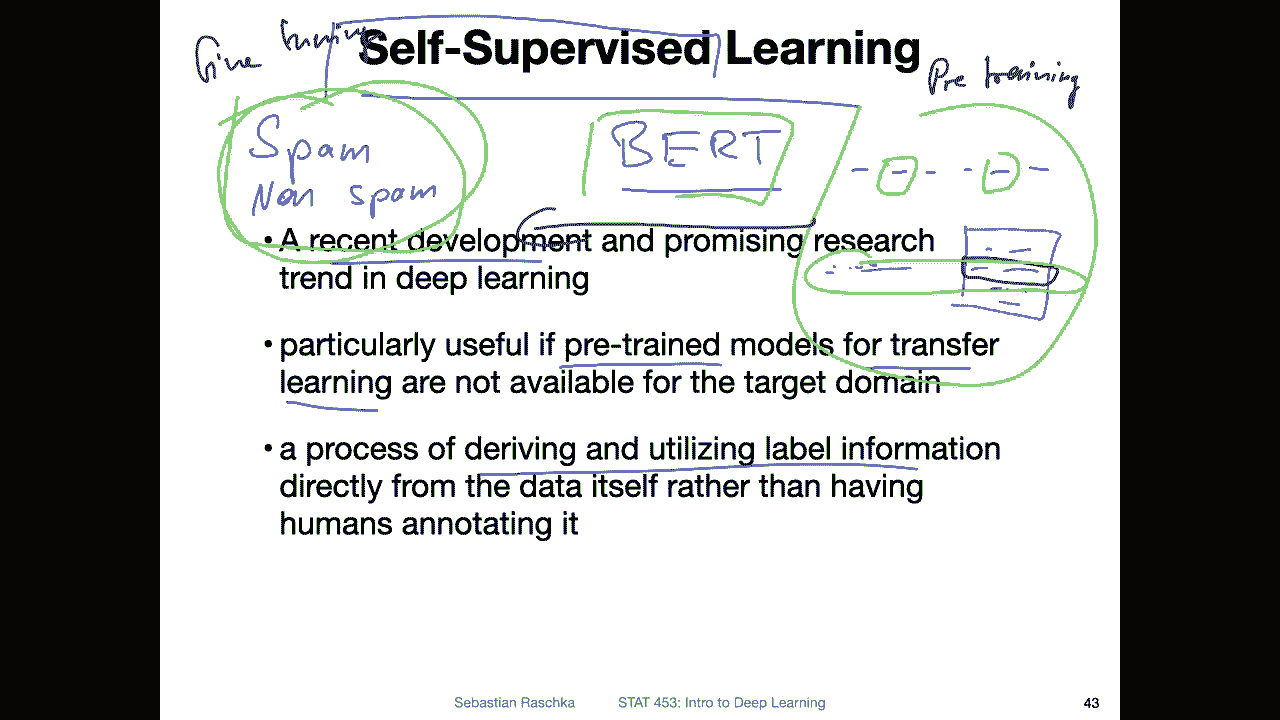 Self-Supervised Learning
Pre training
Spam
Non spam
BERT
• A recent development and promising research
trend in deep learning
• particularly useful if pre-trained models for transfer
learning are not available for the target domain
• a process of deriving and utilizing label information
directly from the data itself rather than having
humans annotating it
Sebastian Raschka STAT 453: Intro to Deep Learning 43